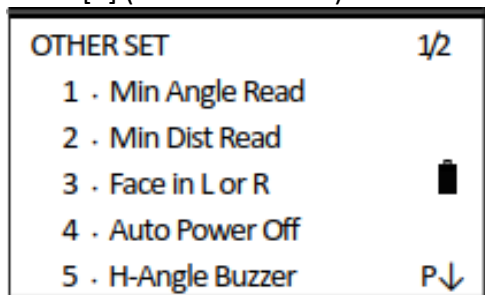 OTHER SET 1/2
1 . Min Angle Read
2 . Min Dist Read
3 . Face in L or R
4 . Auto Power Off
5 . H-Angle Buzzer P↓